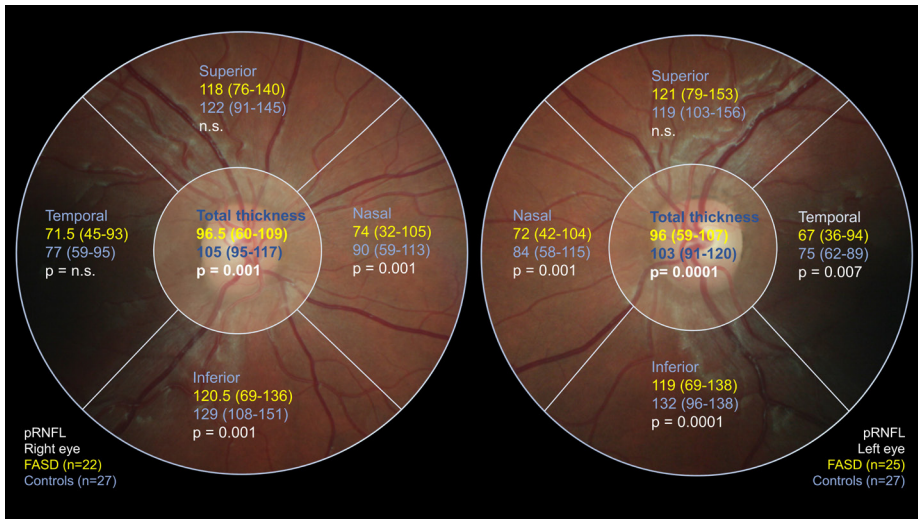 Superior
118 (76-140)
122 (91-145)
n.s.
Temporal
71.5 (45-93)
77 (59-95)
p = n.s.
Total thickness
96.5 (60-109)
105 (95-117)
p = 0.001
Nasal
74 (32-105)
90 (59-113)
p = 0.001
Inferior
120.5 (69-136)
129 (108-151)
p = 0.001
pRNFL
Right eye
FASD (n=22)
Controls (n=27)
Superior
121 (79-153)
119 (103-156)
n.s.
Nasal
72 (42-104)
84 (58-115)
p = 0.001
Total thickness
96 (59-107)
103 (91-120)
p = 0.0001
Temporal
67 (36-94)
75 (62-89)
p = 0.007
Inferior
119 (69-138)
132 (96-138)
p = 0.0001
pRNFL
Left eye
FASD (n=25)
Controls (n=27)